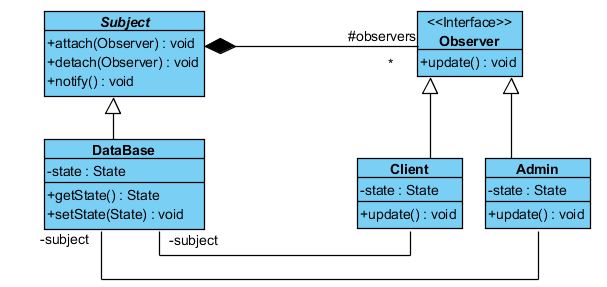 Subject
+attach(Observer) : void
+detach(Observer) : void
+notify() : void
#observers
*
<<Interface>>
Observer
+update() : void
DataBase
-state : State
+getState() : State
+setState(State) : void
Client
-state : State
+update() : void
Admin
-state : State
+update() : void
-subject
-subject